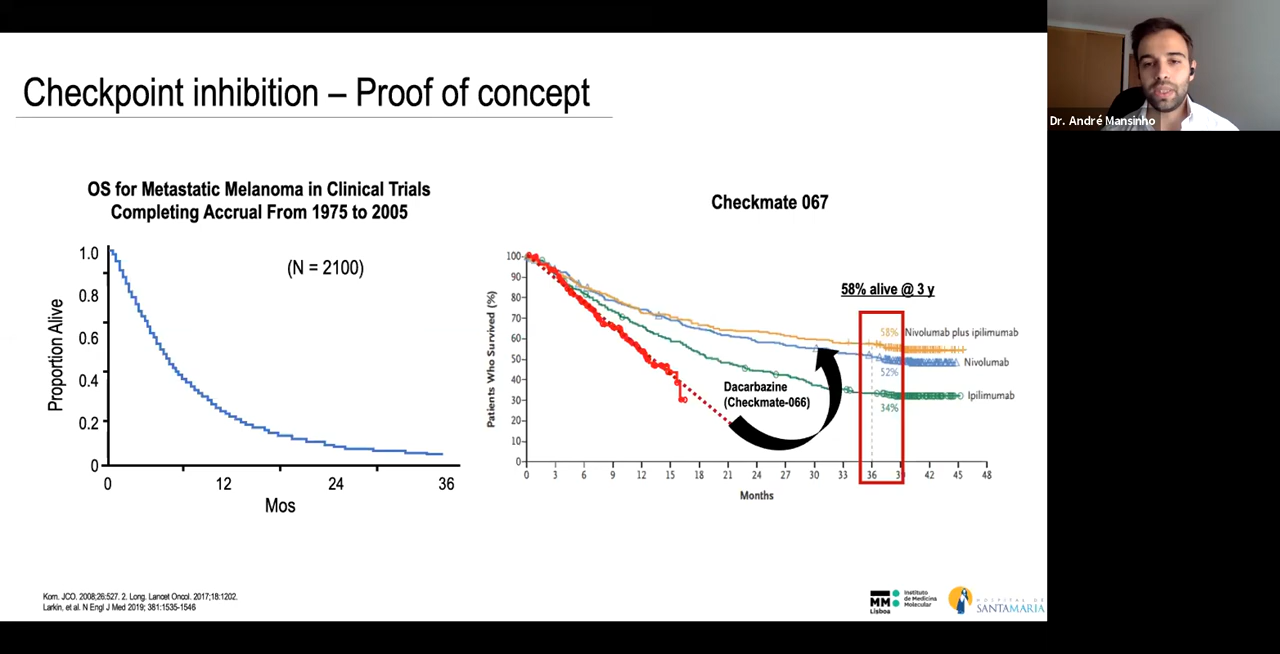 Checkpoint inhibition – Proof of concept
Dr. André Mansinho
OS for Metastatic Melanoma in Clinical Trials
Completing Accrual From 1975 to 2005
(N = 2100)
Proportion Alive
1.0
0.8
0.6
0.4
0.2
0
0 12 24 36
Mos
Checkmate 067
58% alive @ 3 y
Patients Who Survived (%)
100
90
80
70
60
50
40
30
20
10
0
58% Nivolumab plus ipilimumab
Nivolumab
52%
Dacarbazine
(Checkmate-066)
Ipilimumab
34%
0 3 6 9 12 15 18 21 24 27 30 33 36 39 42 45 48
Months
Korn. JCO. 2008;26:527. 2. Long. Lancet Oncol. 2017;18:1202.
Larkin, et al. N Engl J Med 2019; 381:1535-1546
MM
Lisboa
Instituto
de Medicina
Molecular
HOSPITAL DE
SANTAMARIA